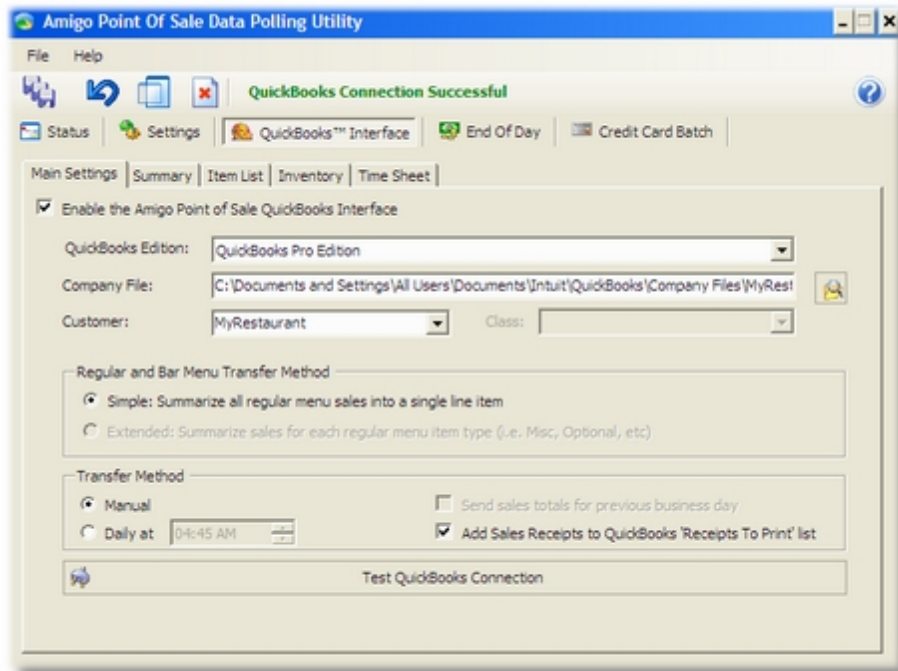 Amigo Point Of Sale Data Polling Utility
File Help
QuickBooks Connection Successful
Status Settings QuickBooks™ Interface End Of Day Credit Card Batch
Main Settings Summary Item List Inventory Time Sheet
Enable the Amigo Point of Sale QuickBooks Interface
QuickBooks Edition: QuickBooks Pro Edition
Company File: C:\Documents and Settings\All Users\Documents\Intuit\QuickBooks\Company Files\MyRest
Customer: MyRestaurant Class:
Regular and Bar Menu Transfer Method
Simple: Summarize all regular menu sales into a single line item
Extended: Summarize sales for each regular menu item type (i.e. Misc, Optional, etc)
Transfer Method
Manual Send sales totals for previous business day
Daily at 04:45 AM Add Sales Receipts to QuickBooks 'Receipts To Print' list
Test QuickBooks Connection